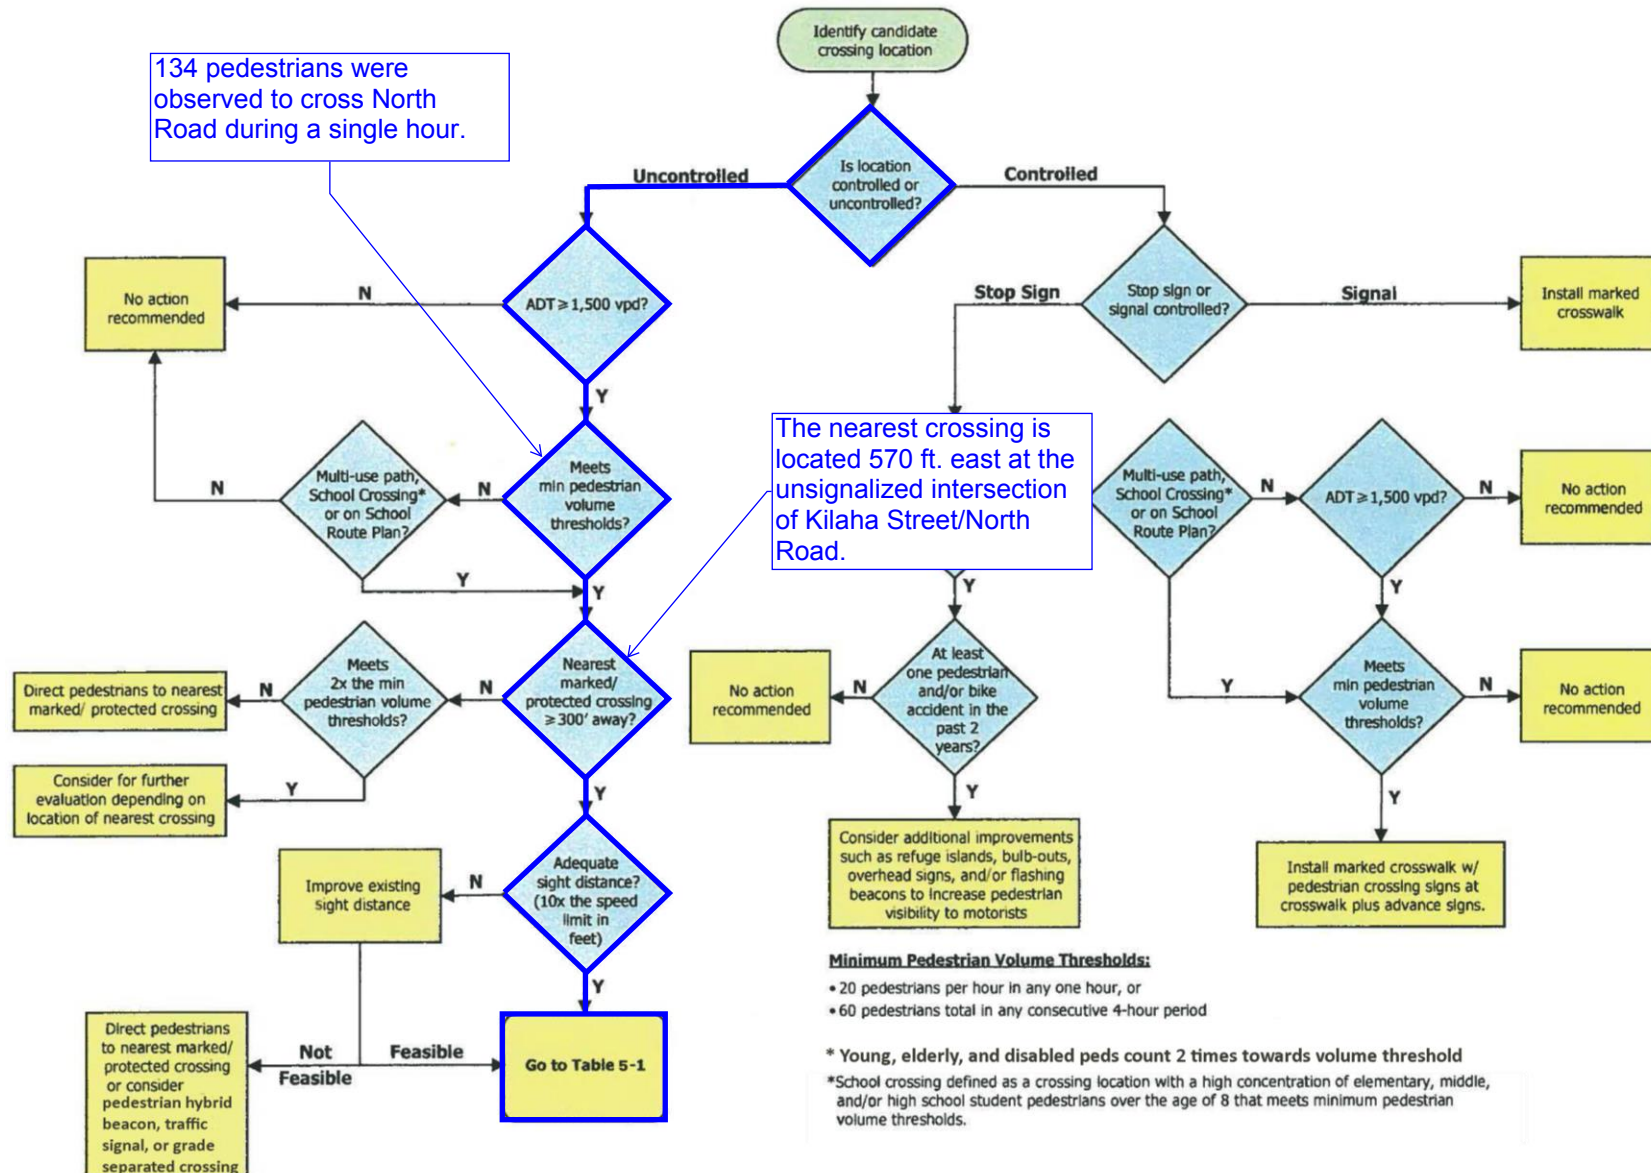 Identify candidate
crossing location
134 pedestrians were
observed to cross North
Road during a single hour.
Is location
controlled or
uncontrolled?
Uncontrolled
Controlled
ADT ≥ 1,500 vpd?
N
No action
recommended
Y
Stop sign or
signal controlled?
Stop Sign
Signal
Install marked
crosswalk
Meets
min pedestrian
volume
thresholds?
N
Multi-use path,
School Crossing*
or on School
Route Plan?
N
Y
Y
The nearest crossing is
located 570 ft. east at the
unsignalized intersection
of Kilaha Street/North
Road.
Multi-use path,
School Crossing*
or on School
Route Plan?
N
ADT ≥ 1,500 vpd?
N
No action
recommended
Y
Y
Y
Nearest
marked/
protected crossing
≥ 300' away?
N
Meets
2x the min
pedestrian volume
thresholds?
N
Direct pedestrians to nearest
marked/ protected crossing
Y
Consider for further
evaluation depending on
location of nearest crossing
Y
At least
one pedestrian
and/or bike
accident in the
past 2
years?
N
No action
recommended
Y
Consider additional improvements
such as refuge islands, bulb-outs,
overhead signs, and/or flashing
beacons to increase pedestrian
visibility to motorists
Meets
min pedestrian
volume
thresholds?
N
No action
recommended
Y
Install marked crosswalk w/
pedestrian crossing signs at
crosswalk plus advance signs.
Adequate
sight distance?
(10x the speed
limit in
feet)
N
Improve existing
sight distance
Y
Not
Feasible
Feasible
Direct pedestrians
to nearest marked/
protected crossing
or consider
pedestrian hybrid
beacon, traffic
signal, or grade
separated crossing
Go to Table 5-1
Minimum Pedestrian Volume Thresholds:
• 20 pedestrians per hour in any one hour, or
• 60 pedestrians total in any consecutive 4-hour period
* Young, elderly, and disabled peds count 2 times towards volume threshold
*School crossing defined as a crossing location with a high concentration of elementary, middle,
and/or high school student pedestrians over the age of 8 that meets minimum pedestrian
volume thresholds.